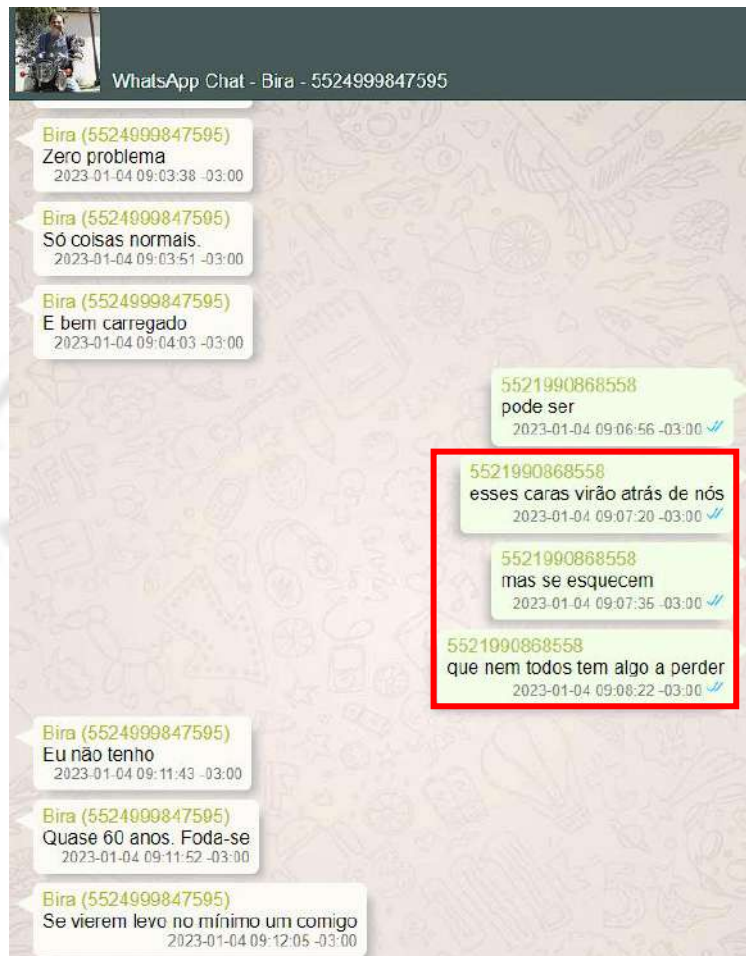 WhatsApp Chat - Bira - 5524999847595
Bira (5524999847595)
Zero problema
2023-01-04 09:03:38 -03:00
Bira (5524999847595)
Só coisas normais.
2023-01-04 09:03:51 -03:00
Bira (5524999847595)
E bem carregado
2023-01-04 09:04:03 -03:00
5521990868558
pode ser
2023-01-04 09:06:56 -03:00
5521990868558
esses caras virão atrás de nós
2023-01-04 09:07:20 -03:00
5521990868558
mas se esquecem
2023-01-04 09:07:35 -03:00
5521990868558
que nem todos tem algo a perder
2023-01-04 09:08:22 -03:00
Bira (5524999847595)
Eu não tenho
2023-01-04 09:11:43 -03:00
Bira (5524999847595)
Quase 60 anos. Foda-se
2023-01-04 09:11:52 -03:00
Bira (5524999847595)
Se vierem levo no mínimo um comigo
2023-01-04 09:12:05 -03:00